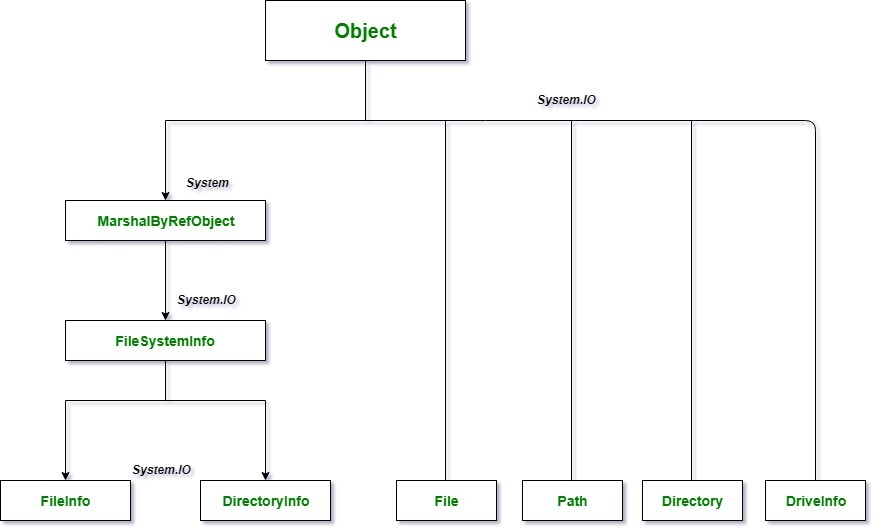 Object
System.IO
System
MarshalByRefObject
System.IO
FileSystemInfo
System.IO
FileInfo
DirectoryInfo
File
Path
Directory
DriveInfo